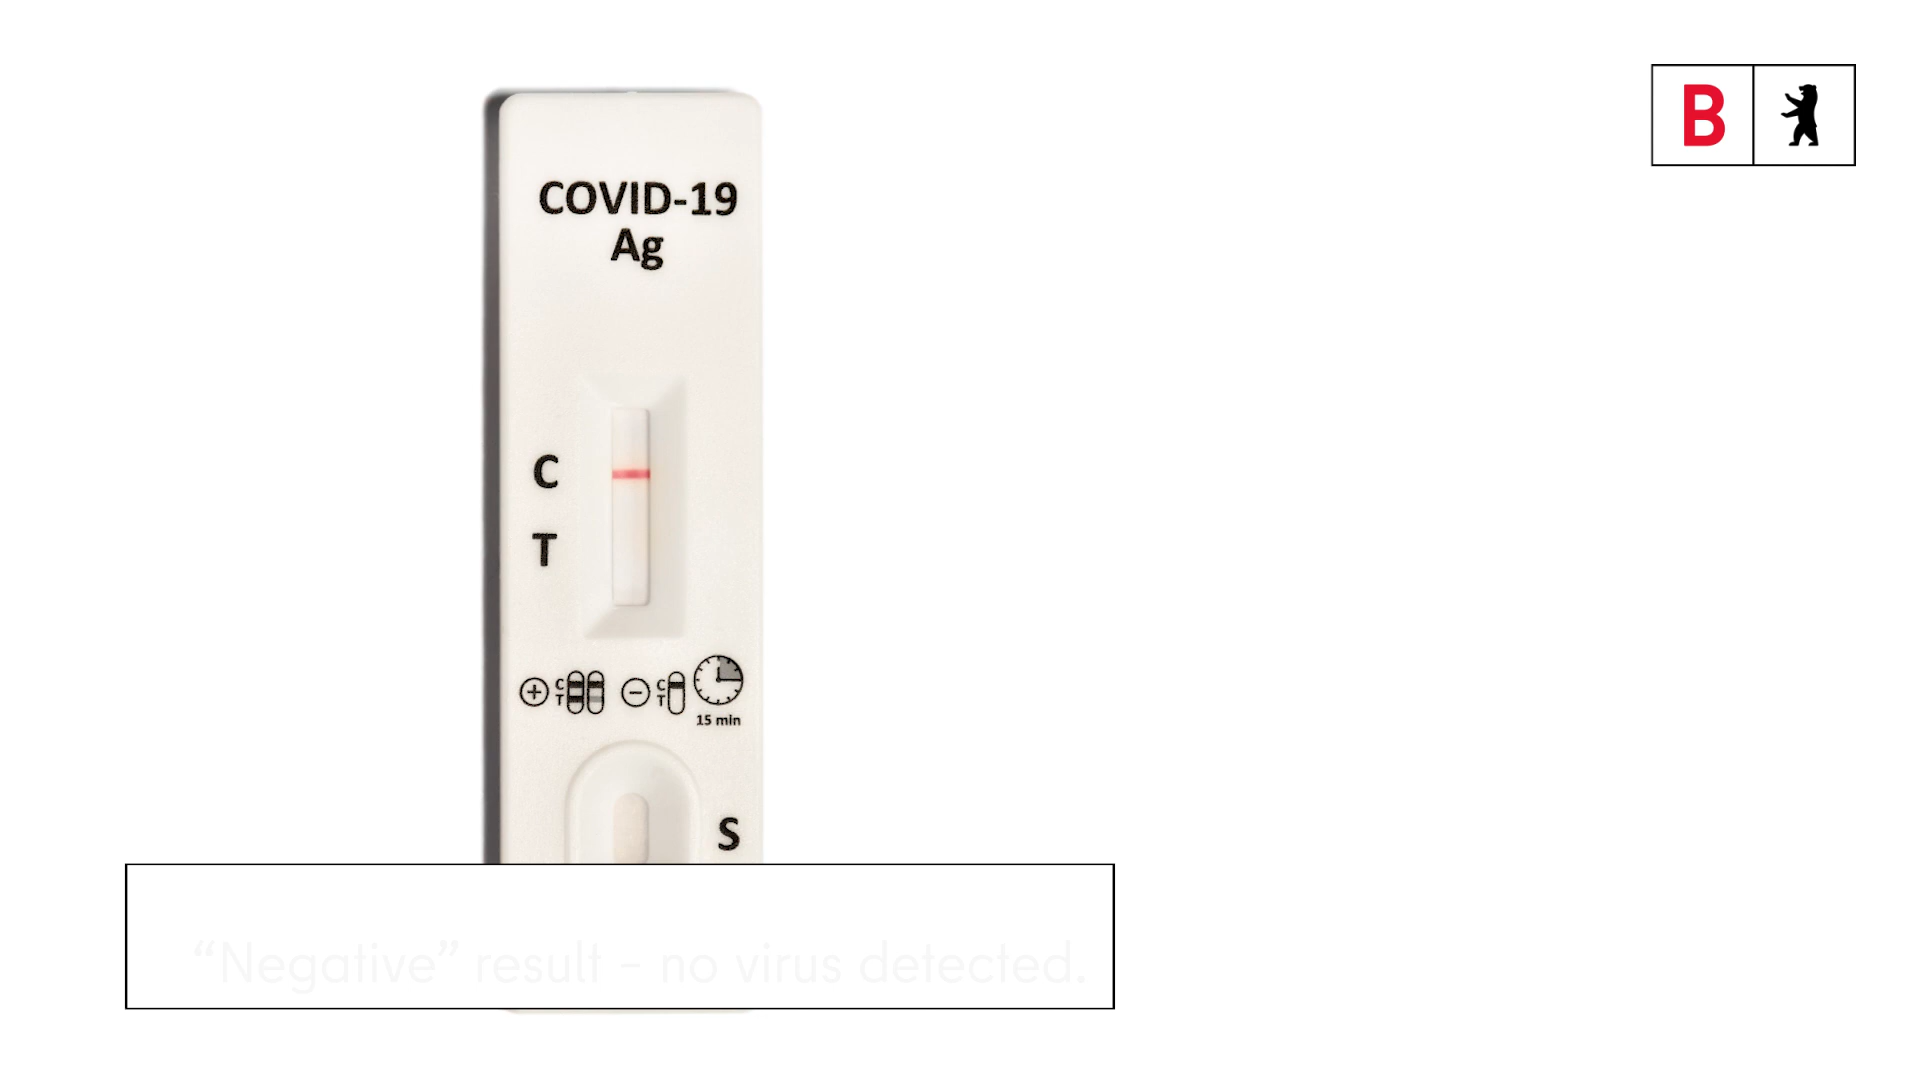 B
COVID-19
Ag
C
T
C
T
C
T
15 min
S
“Negative” result – no virus detected.